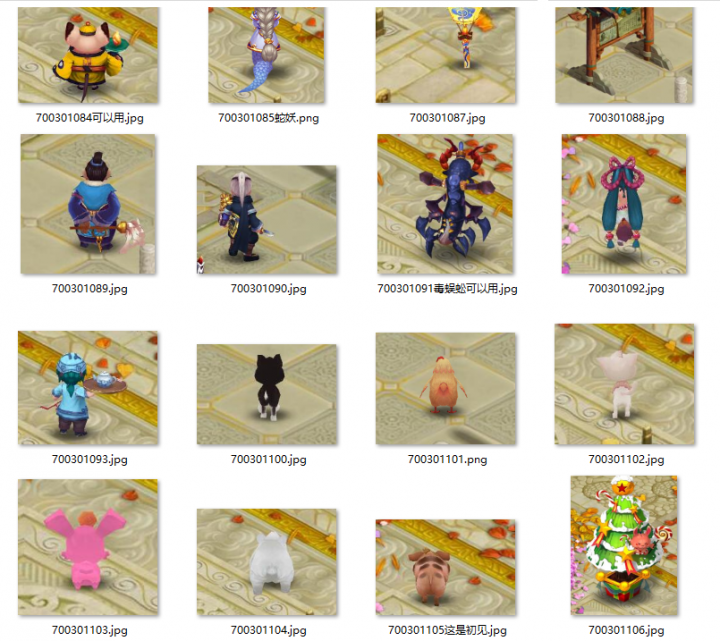 700301084可以用.jpg
700301085蛇妖.png
700301087.jpg
700301088.jpg
700301089.jpg
700301090.jpg
700301091毒蜈蚣可以用.jpg
700301092.jpg
700301093.jpg
700301100.jpg
700301101.png
700301102.jpg
700301103.jpg
700301104.jpg
700301105这是初见.jpg
700301106.jpg